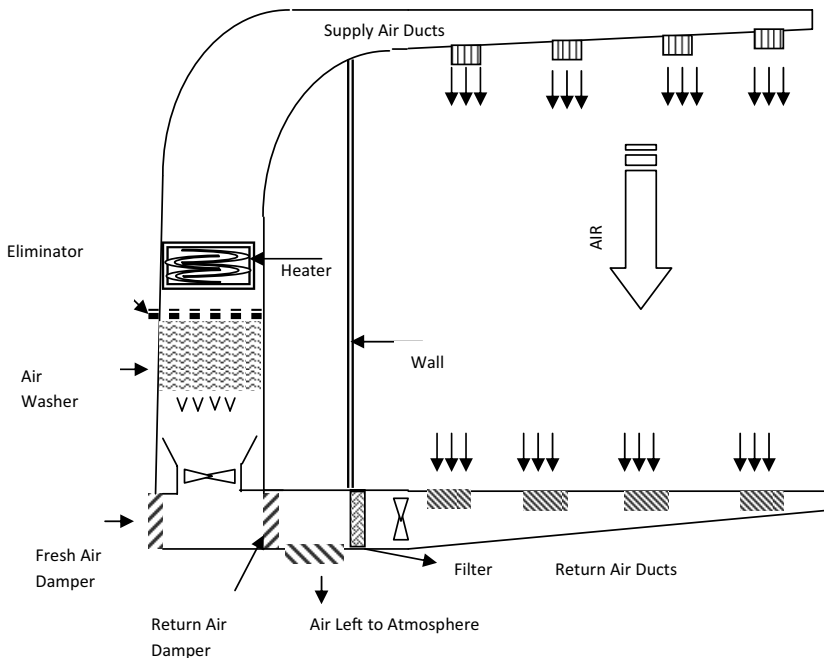 Supply Air Ducts
AIR
Eliminator
Heater
Wall
Air
Washer
Fresh Air
Damper
Filter
Return Air Ducts
Return Air
Damper
Air Left to Atmosphere